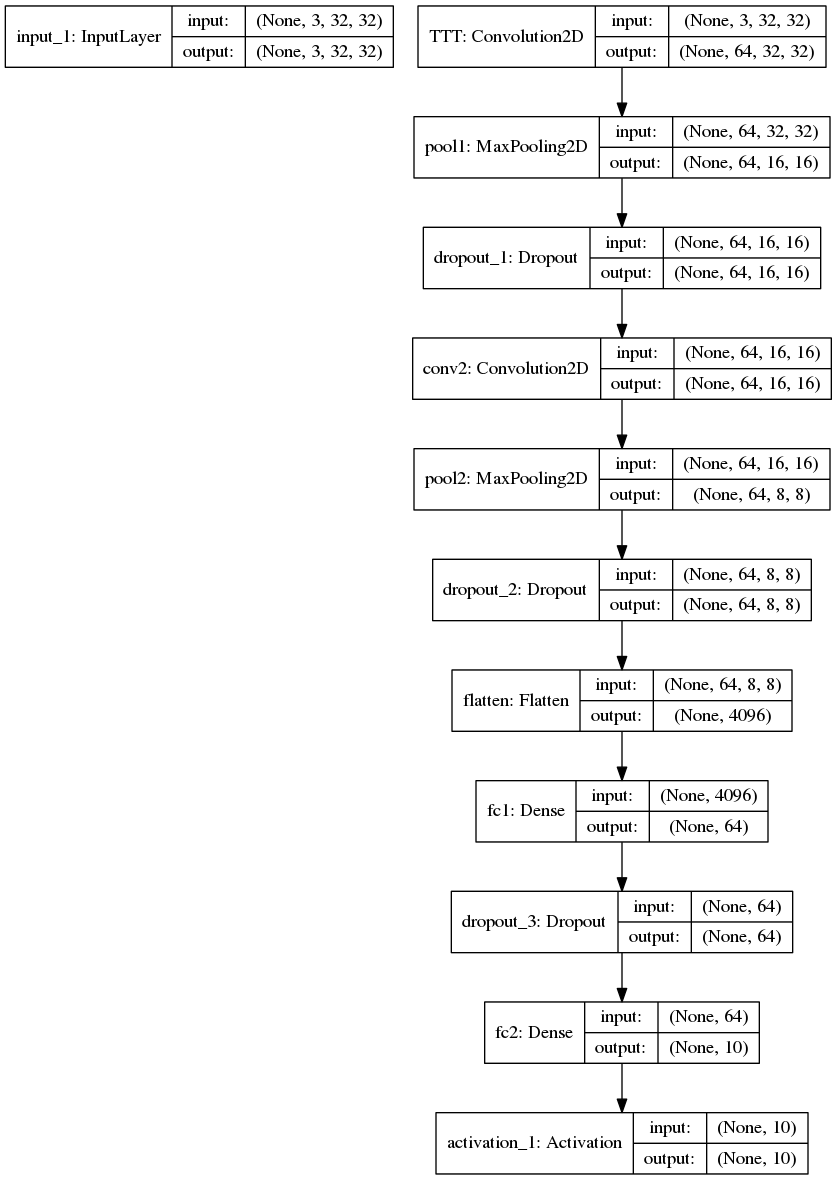 input_1: InputLayer
input: (None, 3, 32, 32)
output: (None, 3, 32, 32)
TTT: Convolution2D
input: (None, 3, 32, 32)
output: (None, 64, 32, 32)
pool1: MaxPooling2D
input: (None, 64, 32, 32)
output: (None, 64, 16, 16)
dropout_1: Dropout
input: (None, 64, 16, 16)
output: (None, 64, 16, 16)
conv2: Convolution2D
input: (None, 64, 16, 16)
output: (None, 64, 16, 16)
pool2: MaxPooling2D
input: (None, 64, 16, 16)
output: (None, 64, 8, 8)
dropout_2: Dropout
input: (None, 64, 8, 8)
output: (None, 64, 8, 8)
flatten: Flatten
input: (None, 64, 8, 8)
output: (None, 4096)
fc1: Dense
input: (None, 4096)
output: (None, 64)
dropout_3: Dropout
input: (None, 64)
output: (None, 64)
fc2: Dense
input: (None, 64)
output: (None, 10)
activation_1: Activation
input: (None, 10)
output: (None, 10)